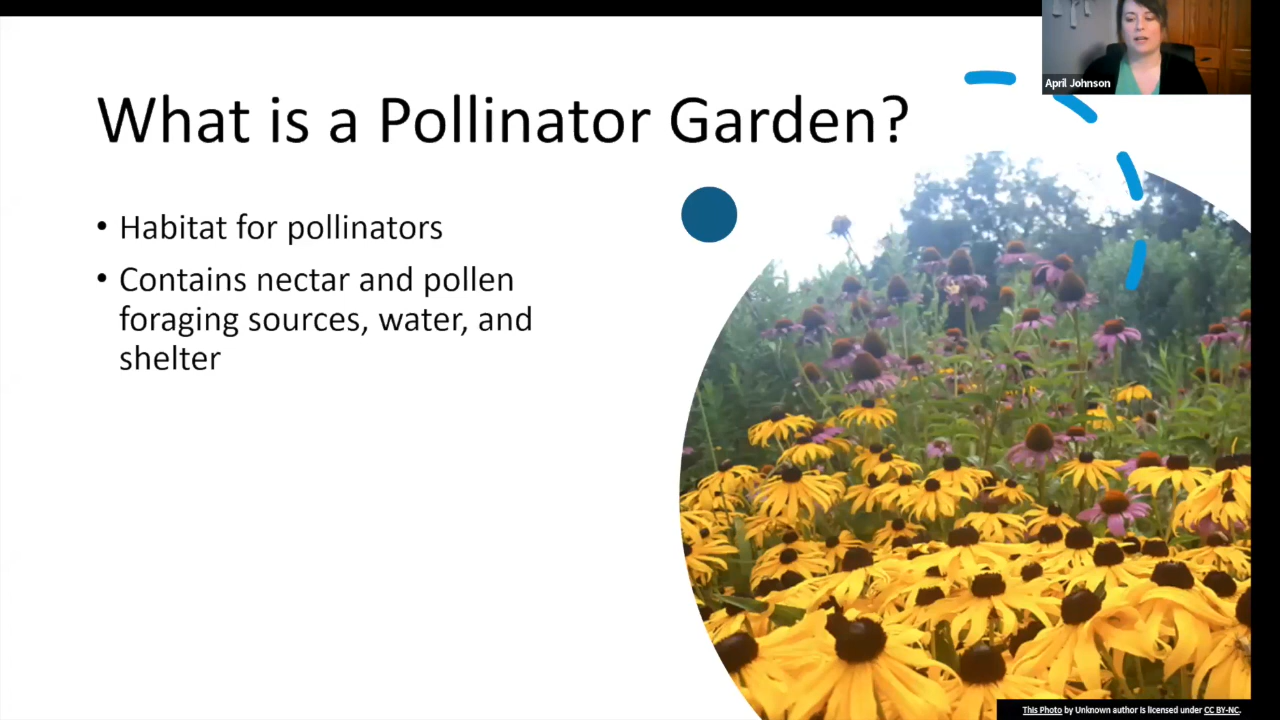 April Johnson
What is a Pollinator Garden?
• Habitat for pollinators
• Contains nectar and pollen
foraging sources, water, and
shelter
This Photo by Unknown author is licensed under CC BY-NC.